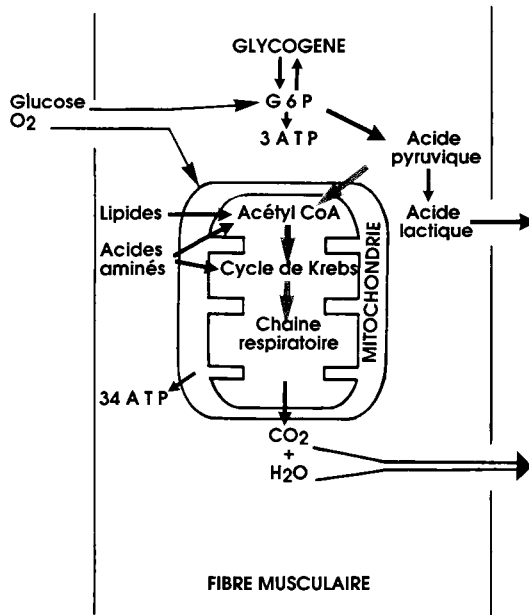 GLYCOGENE
Glucose
O2
G 6 P
3 A T P
Acide
pyruvique
Acide
lactique
Lipides
Acétyl CoA
Acides
aminés
Cycle de Krebs
Chaine
respiratoire
MITOCHONDRIE
34 A T P
CO2
+
H2O
FIBRE MUSCULAIRE